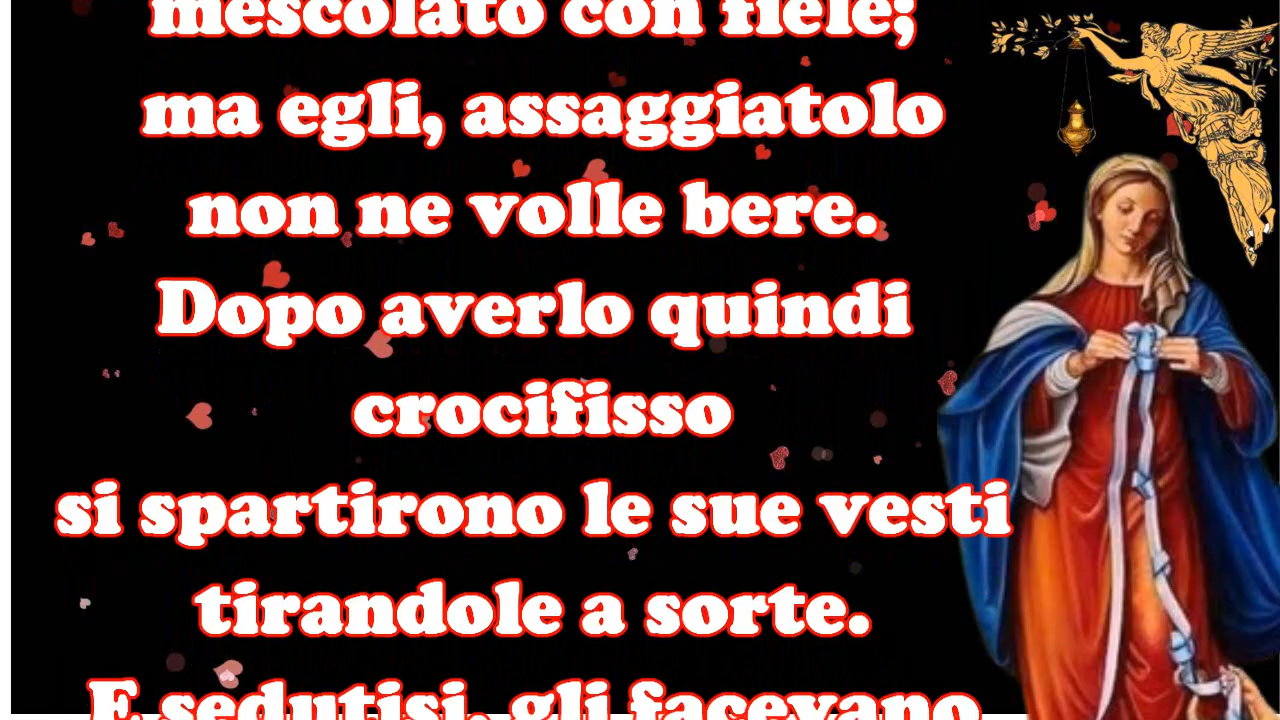 mescolato con fiele;
ma egli, assaggiatolo
non ne volle bere.
Dopo averlo quindi
crocifisso
si spartirono le sue vesti
tirandole a sorte.
E sedutisi, gli facevano